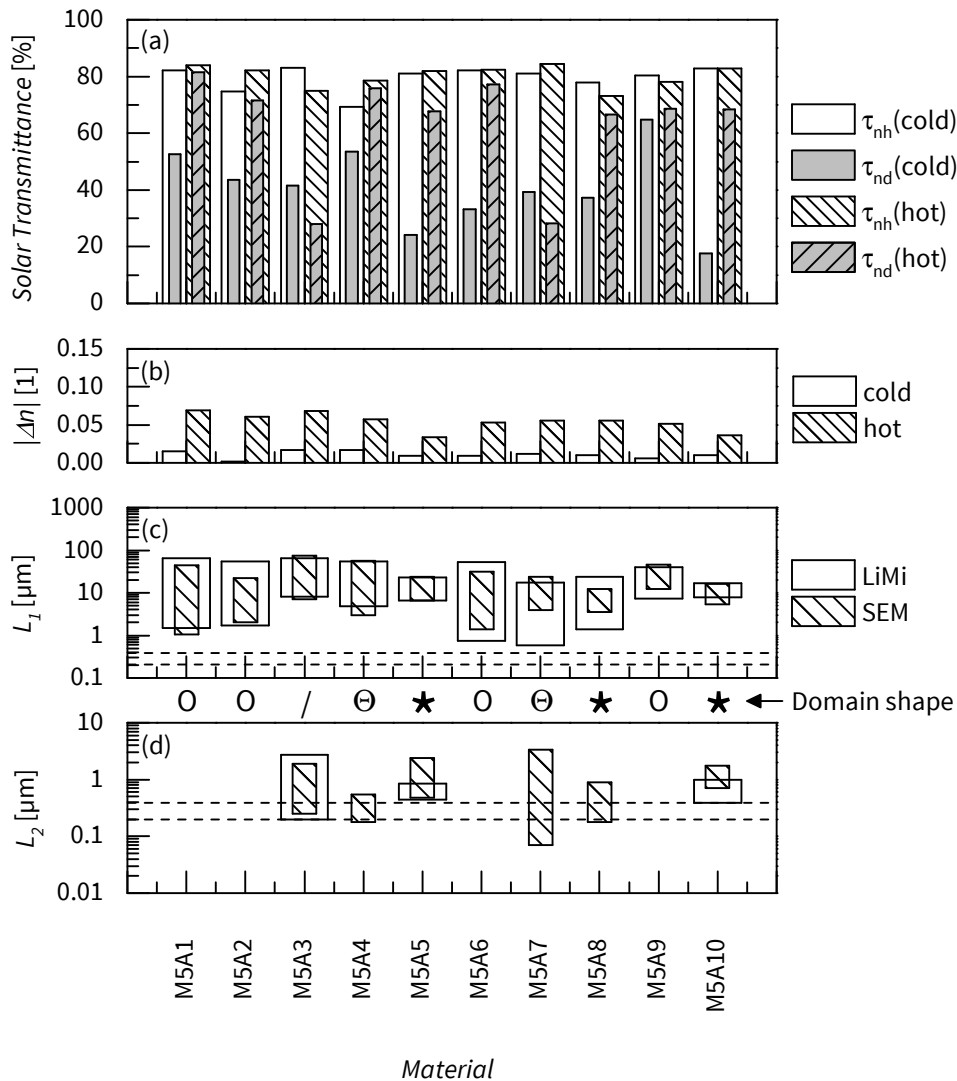 (a)
Solar Transmittance [%]
100
80
60
40
20
0
τnh(cold)
τnd(cold)
τnh(hot)
τnd(hot)
(b)
|Δn| [1]
0.15
0.10
0.05
0.00
cold
hot
(c)
L1 [µm]
1000
100
10
1
0.1
LiMi
SEM
O O / Θ ★ O Θ ★ O ★ Domain shape
(d)
L2 [µm]
10
1
0.1
0.01
M5A1
M5A2
M5A3
M5A4
M5A5
M5A6
M5A7
M5A8
M5A9
M5A10
Material